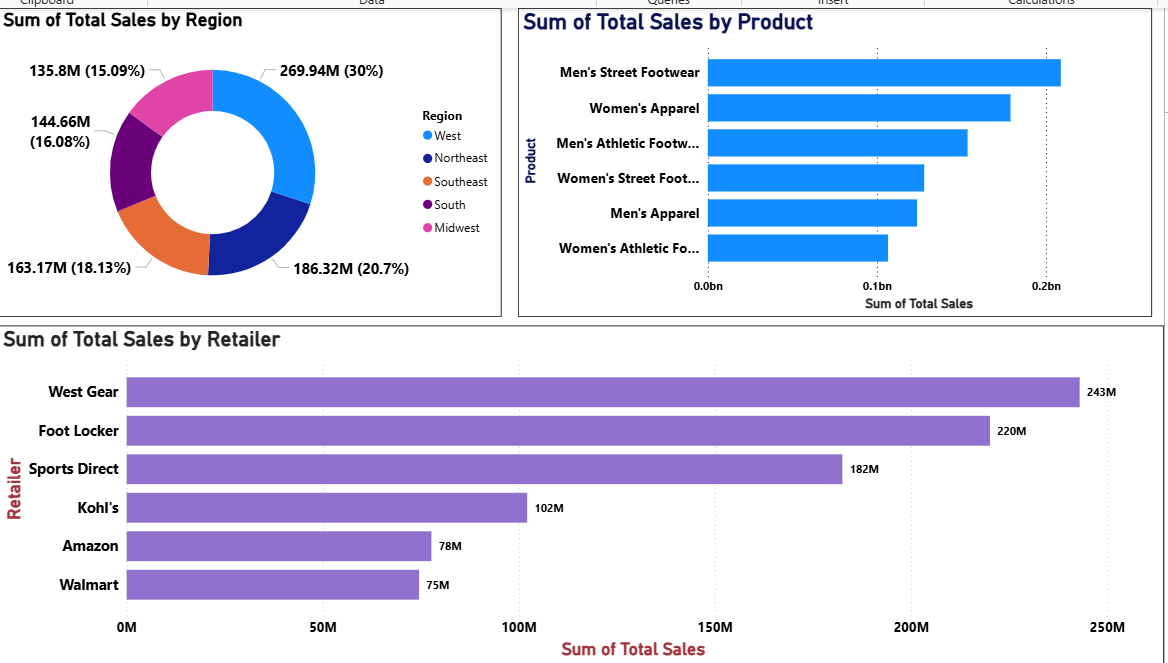 Clipboard
Data
Queries
Insert
Calculations
Sum of Total Sales by Region
135.8M (15.09%)
269.94M (30%)
144.66M
(16.08%)
163.17M (18.13%)
186.32M (20.7%)
Region
West
Northeast
Southeast
South
Midwest
Sum of Total Sales by Product
Product
Men's Street Footwear
Women's Apparel
Men's Athletic Footw...
Women's Street Foot...
Men's Apparel
Women's Athletic Fo...
0.0bn
0.1bn
0.2bn
Sum of Total Sales
Sum of Total Sales by Retailer
Retailer
West Gear
243M
Foot Locker
220M
Sports Direct
182M
Kohl's
102M
Amazon
78M
Walmart
75M
0M
50M
100M
150M
200M
250M
Sum of Total Sales